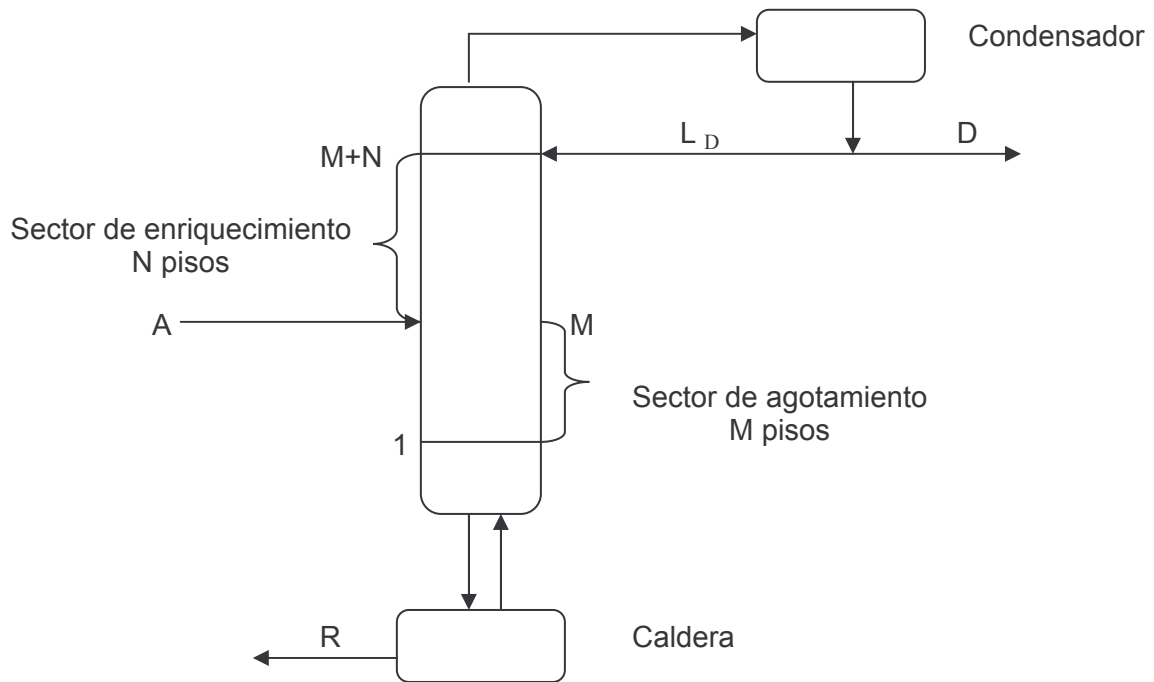 Condensador
L D
D
M+N
Sector de enriquecimiento
N pisos
A
M
Sector de agotamiento
M pisos
1
R
Caldera